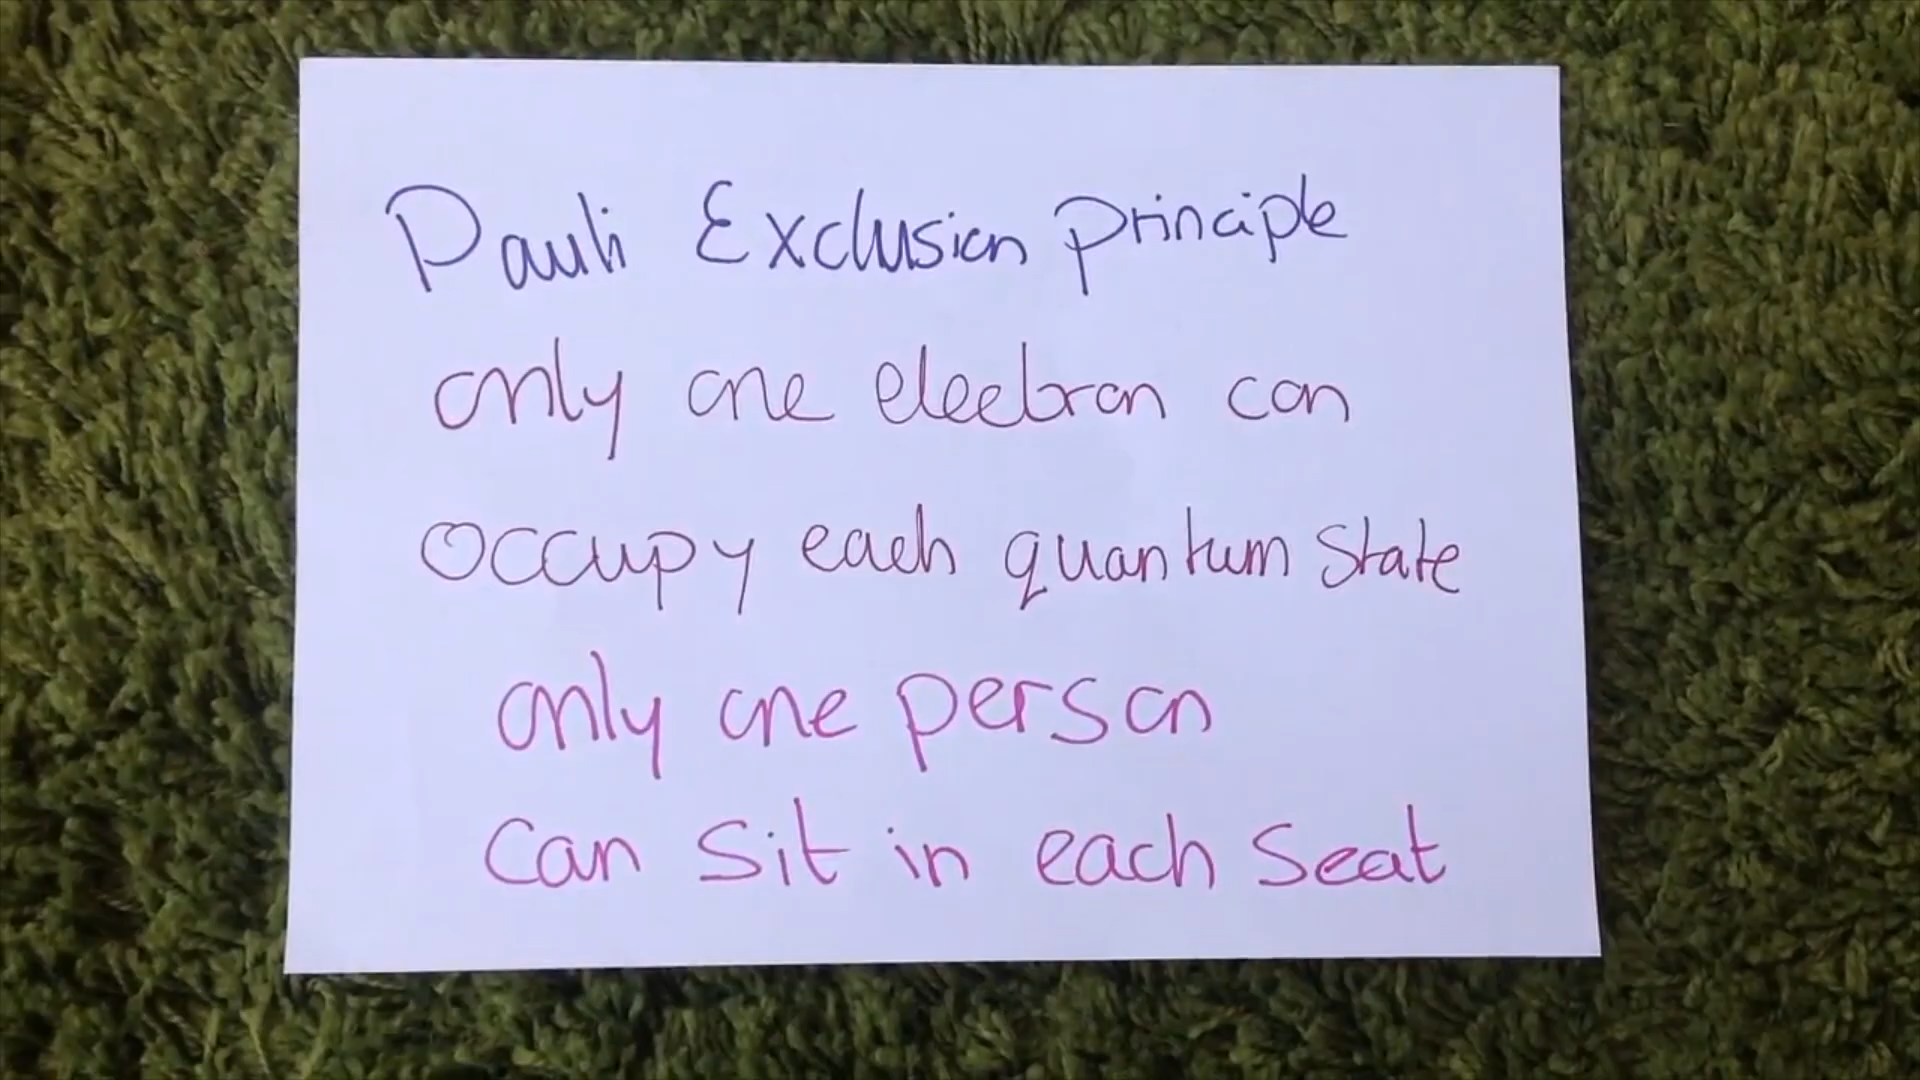 Pauli Exclusion principle
only one electron can
occupy each quantum state
only one person
can sit in each seat